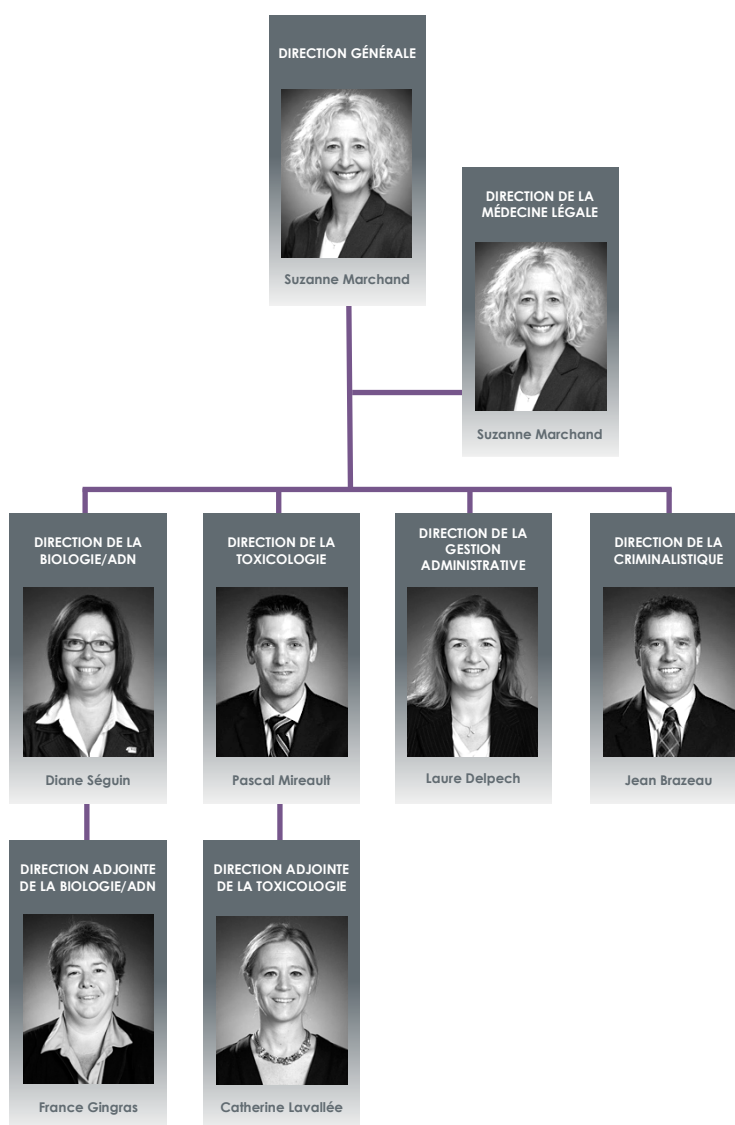 DIRECTION GÉNÉRALE
Suzanne Marchand
DIRECTION DE LA
MÉDECINE LÉGALE
Suzanne Marchand
DIRECTION DE LA
BIOLOGIE/ADN
Diane Séguin
DIRECTION DE LA
TOXICOLOGIE
Pascal Mireault
DIRECTION DE LA
GESTION
ADMINISTRATIVE
Laure Delpech
DIRECTION DE LA
CRIMINALISTIQUE
Jean Brazeau
DIRECTION ADJOINTE
DE LA BIOLOGIE/ADN
France Gingras
DIRECTION ADJOINTE
DE LA TOXICOLOGIE
Catherine Lavallée